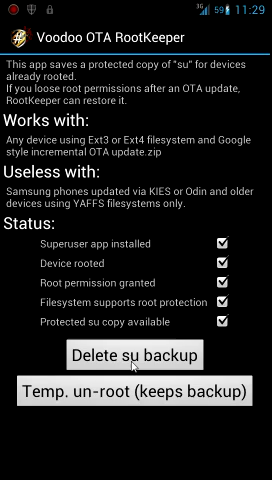 3G 59 11:29
Voodoo OTA RootKeeper
This app saves a protected copy of "su" for devices
already rooted.
If you loose root permissions after an OTA update,
RootKeeper can restore it.
Works with:
Any device using Ext3 or Ext4 filesystem and Google
style incremental OTA update.zip
Useless with:
Samsung phones updated via KIES or Odin and older
devices using YAFFS filesystems only.
Status:
Superuser app installed
Device rooted
Root permission granted
Filesystem supports root protection
Protected su copy available
Delete su backup
Temp. un-root (keeps backup)